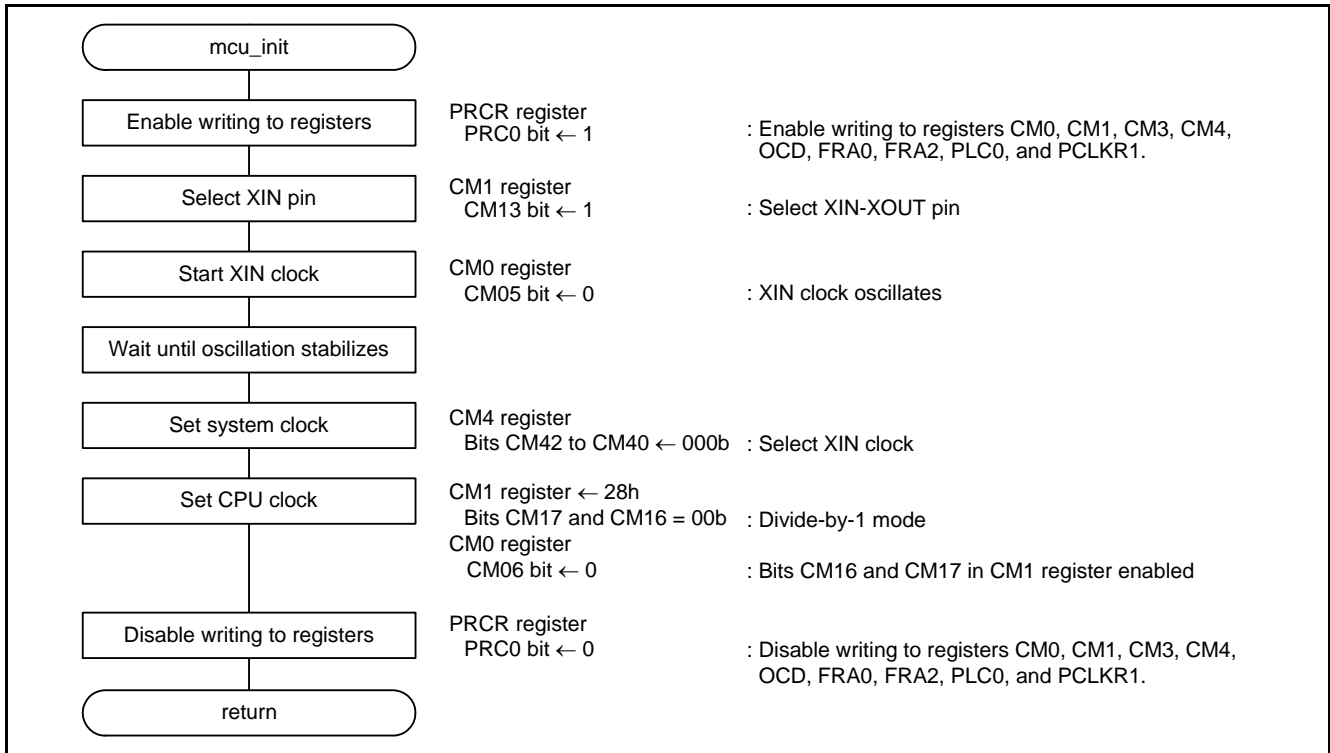 mcu_init
Enable writing to registers
PRCR register
PRC0 bit ← 1
: Enable writing to registers CM0, CM1, CM3, CM4,
OCD, FRA0, FRA2, PLC0, and PCLKR1.
Select XIN pin
CM1 register
CM13 bit ← 1
: Select XIN-XOUT pin
Start XIN clock
CM0 register
CM05 bit ← 0
: XIN clock oscillates
Wait until oscillation stabilizes
Set system clock
CM4 register
Bits CM42 to CM40 ← 000b
: Select XIN clock
Set CPU clock
CM1 register ← 28h
Bits CM17 and CM16 = 00b
: Divide-by-1 mode
CM0 register
CM06 bit ← 0
: Bits CM16 and CM17 in CM1 register enabled
Disable writing to registers
PRCR register
PRC0 bit ← 0
: Disable writing to registers CM0, CM1, CM3, CM4,
OCD, FRA0, FRA2, PLC0, and PCLKR1.
return